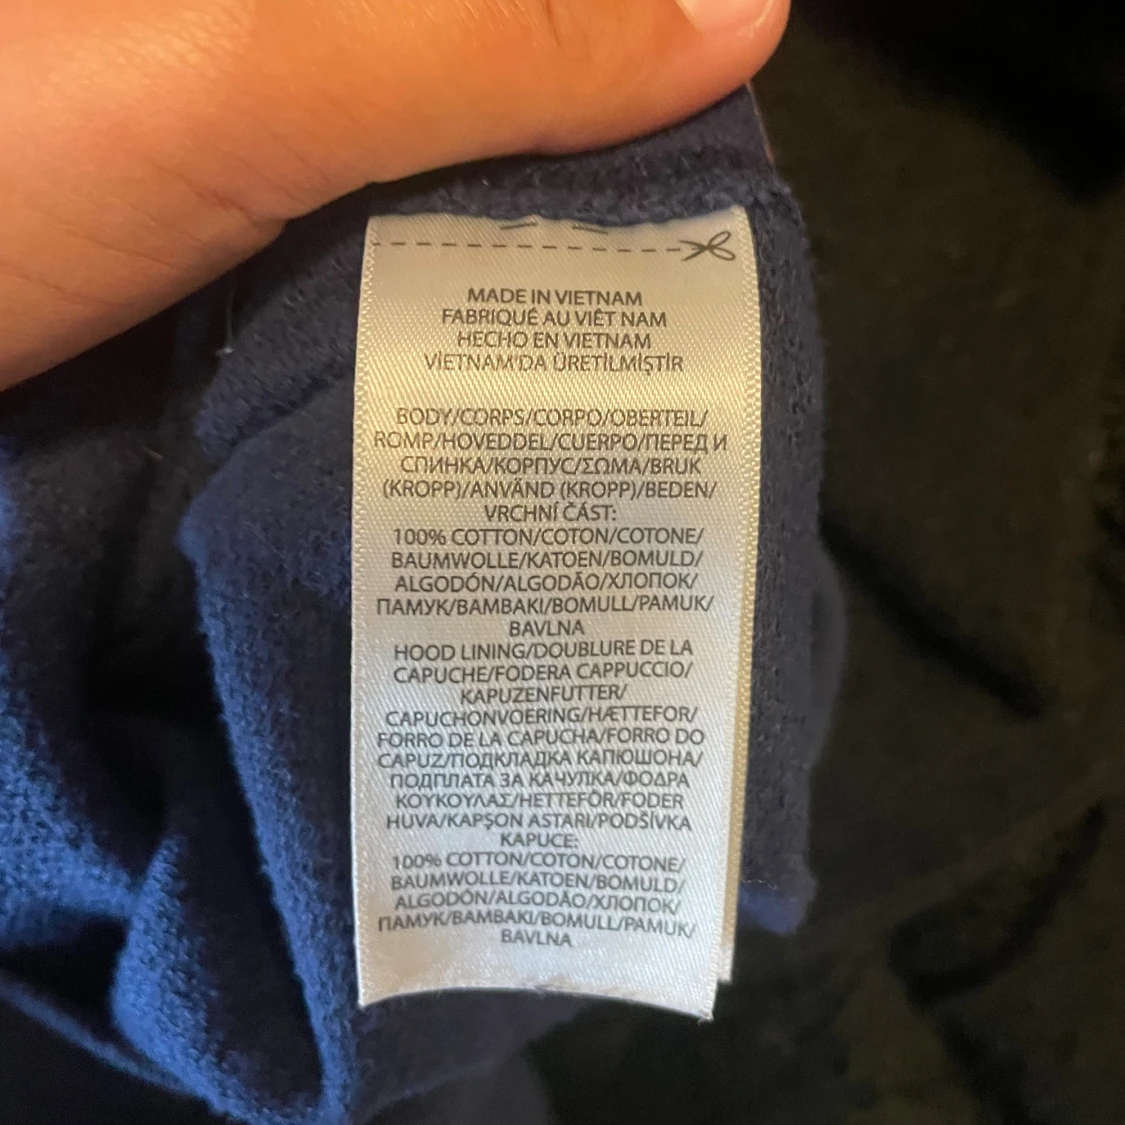 MADE IN VIETNAM
FABRIQUÉ AU VIÊT NAM
HECHO EN VIETNAM
VİETNAM'DA ÜRETİLMİŞTİR
BODY/CORPS/CORPO/OBERTEIL/
ROMP/HOVEDDEL/CUERPO/ПЕРЕД И
СПИНКА/КОРПУС/ΣΩΜΑ/BRUK
(KROPP)/ANVÄND (KROPP)/BEDEN/
VRCHNÍ ČÁST:
100% COTTON/COTON/COTONE/
BAUMWOLLE/KATOEN/BOMULD/
ALGODÓN/ALGODÃO/ХЛОПОК/
ПАМУК/ΒΑΜΒΑΚΙ/BOMULL/PAMUK/
BAVLNA
HOOD LINING/DOUBLURE DE LA
CAPUCHE/FODERA CAPPUCCIO/
KAPUZENFUTTER/
CAPUCHONVOERING/HÆTTEFOR/
FORRO DE LA CAPUCHA/FORRO DO
CAPUZ/ПОДКЛАДКА КАПЮШОНА/
ПОДПЛАТА ЗА КАЧУЛКА/ΦΟΔΡΑ
ΚΟΥΚΟΥΛΑΣ/HETTEFÔR/FODER
HUVA/KAPŞON ASTARI/PODŠÍVKA
KAPUCE:
100% COTTON/COTON/COTONE/
BAUMWOLLE/KATOEN/BOMULD/
ALGODÓN/ALGODÃO/ХЛОПОК/
ПАМУК/ΒΑΜΒΑΚΙ/BOMULL/PAMUK/
BAVLNA